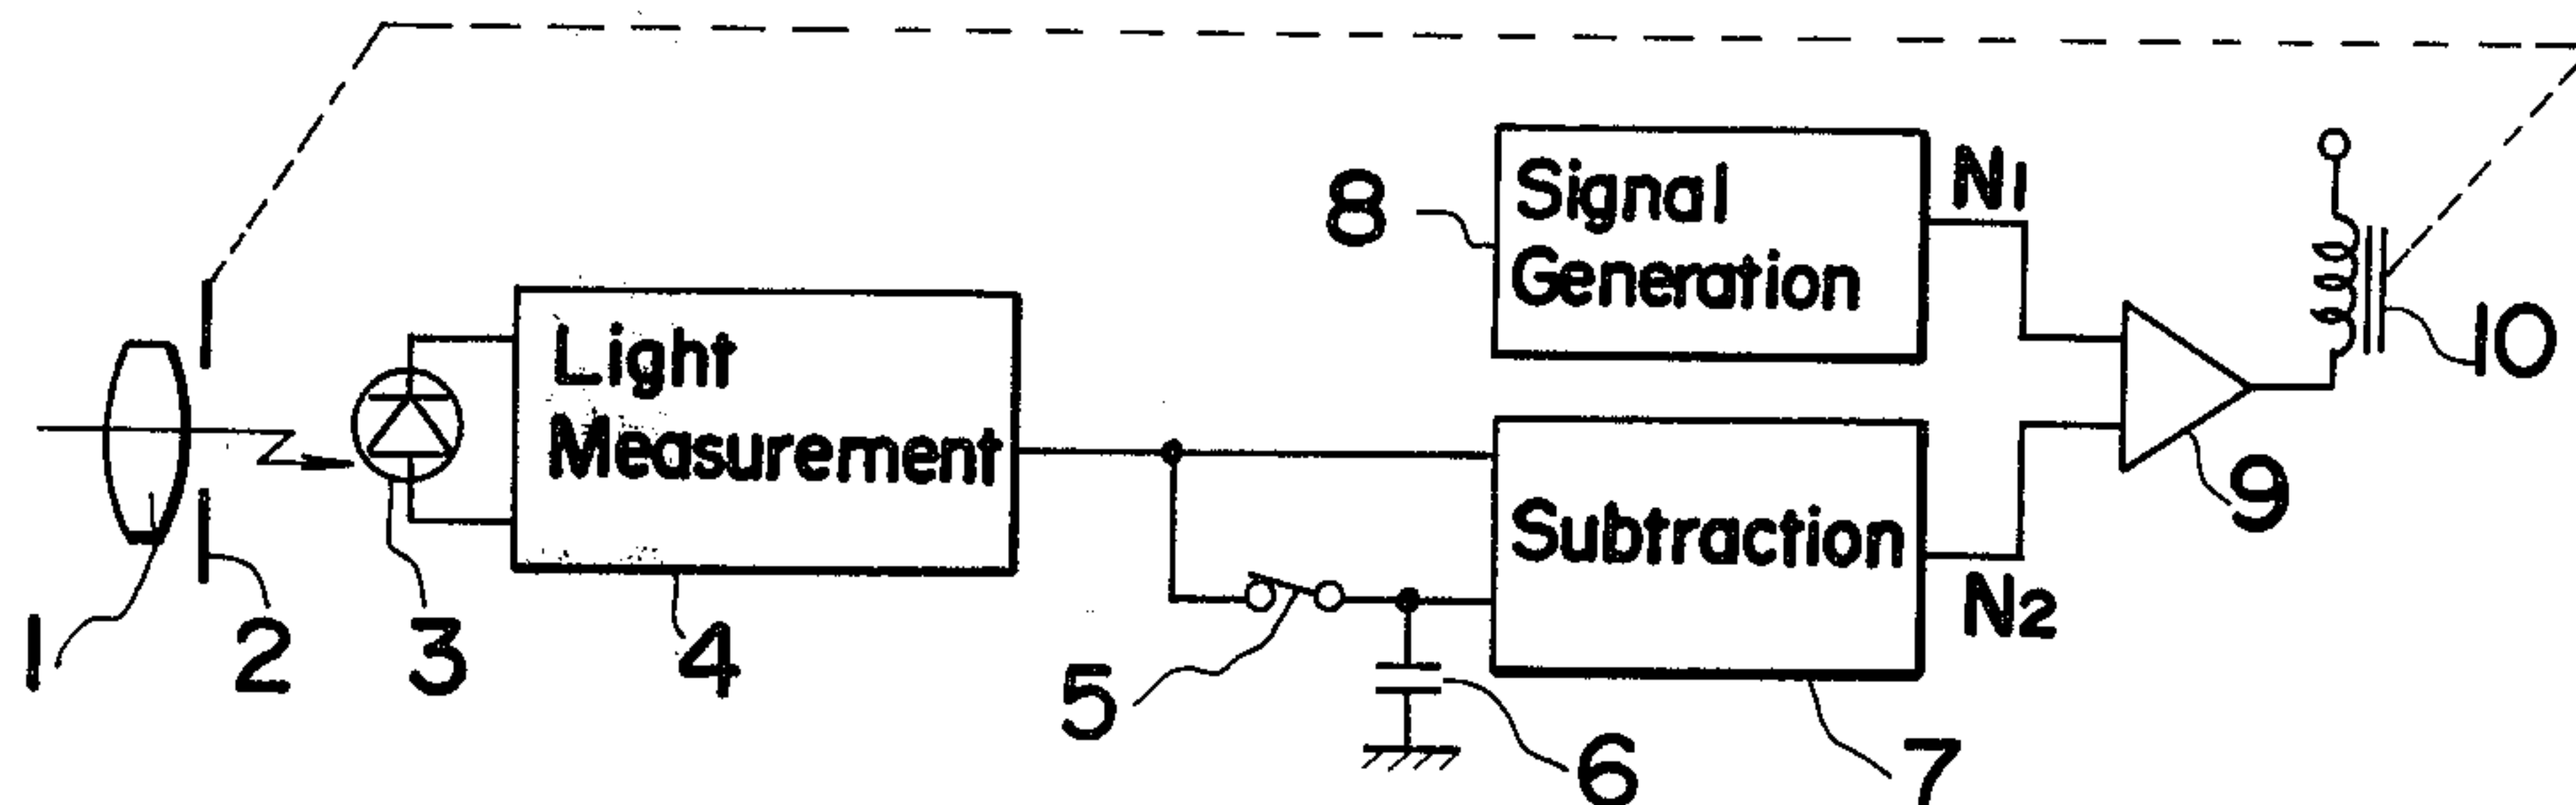 Signal
Generation
N1
8
Light
Measurement
10
Subtraction
9
N2
1
2
3
4
5
6
7